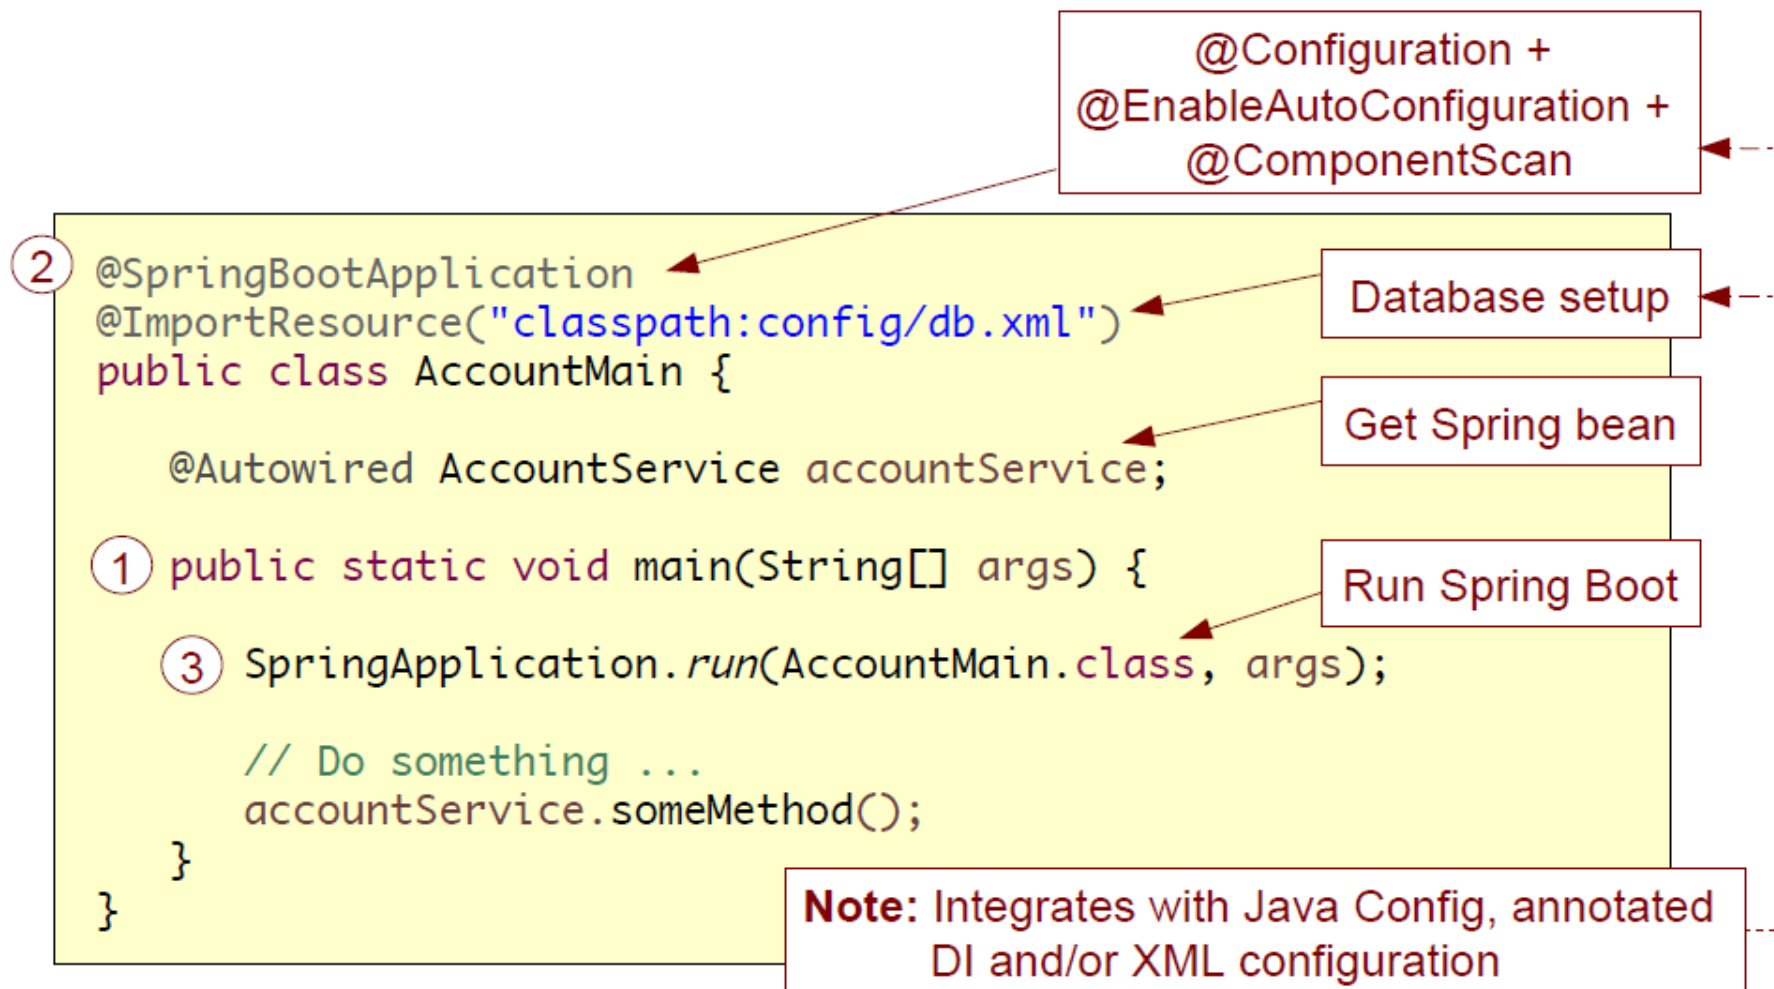 @Configuration +
@EnableAutoConfiguration +
@ComponentScan
2 @SpringBootApplication
@ImportResource("classpath:config/db.xml")
Database setup
public class AccountMain {
Get Spring bean
@Autowired AccountService accountService;
1 public static void main(String[] args) {
Run Spring Boot
3 SpringApplication.run(AccountMain.class, args);
// Do something ...
accountService.someMethod();
}
}
Note: Integrates with Java Config, annotated
DI and/or XML configuration